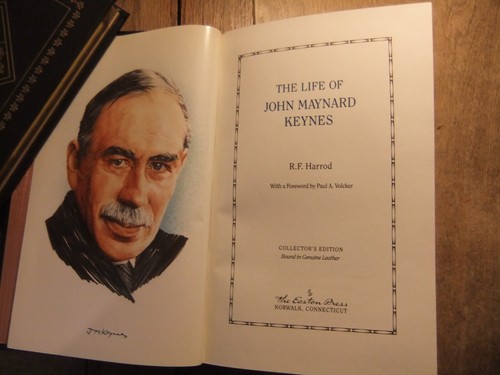 THE LIFE OF
JOHN MAYNARD
KEYNES
R.F. Harrod
With a Foreword by Paul A. Volcker
COLLECTOR'S EDITION
Bound in Genuine Leather
The Easton Press
NORWALK, CONNECTICUT